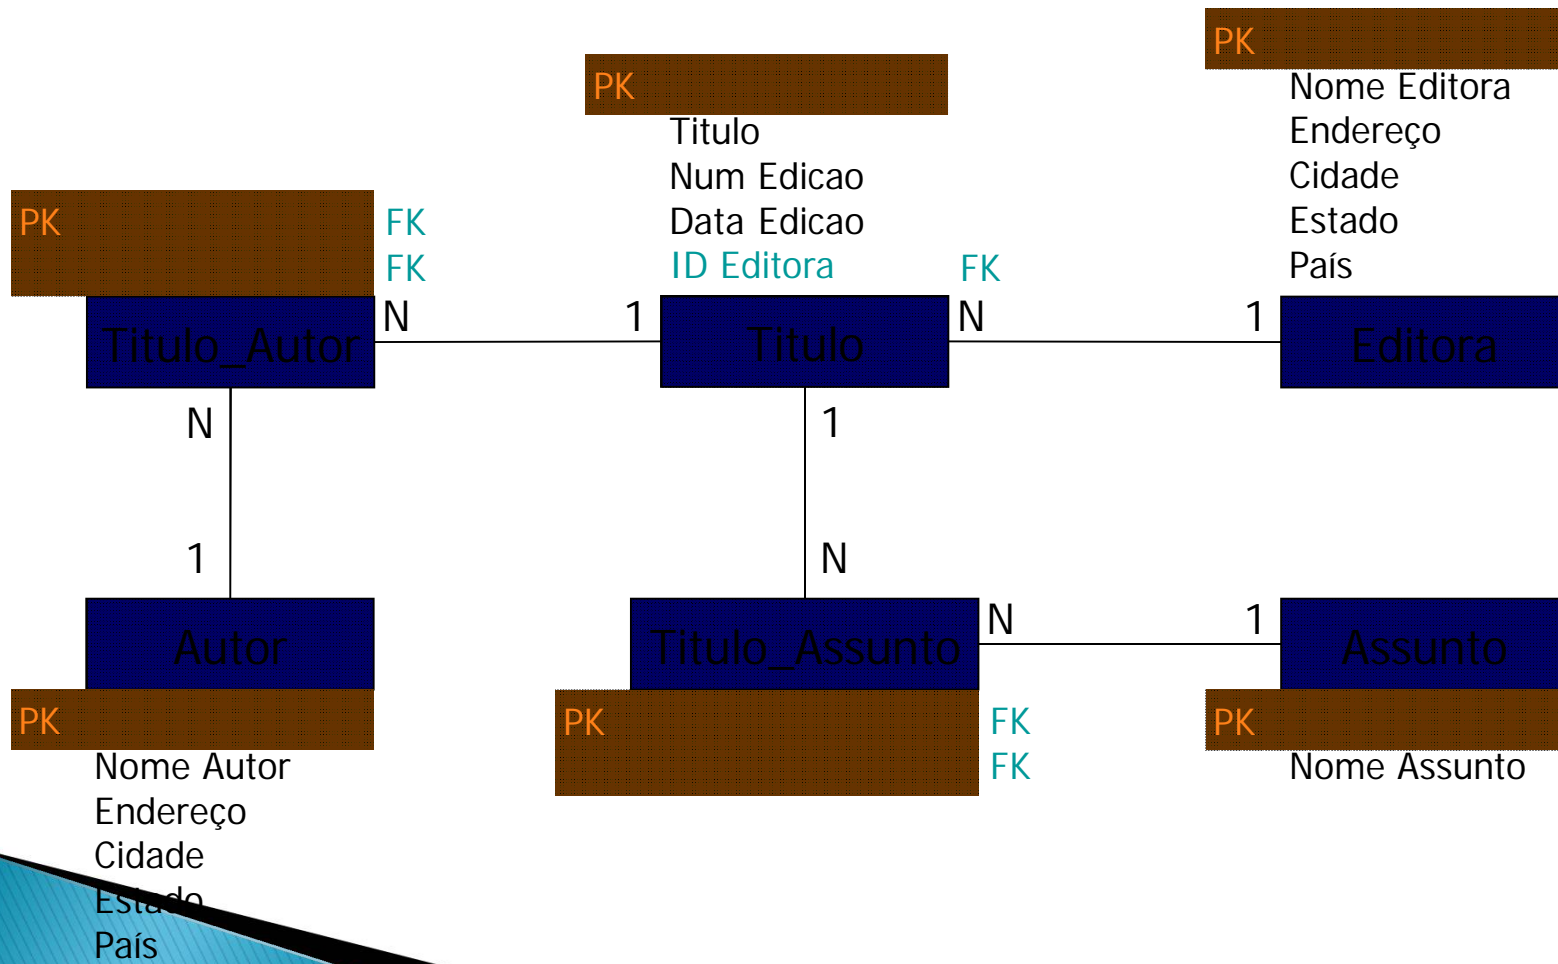 PK
Nome Editora
Endereço
Cidade
Estado
País
PK
Titulo
Num Edicao
Data Edicao
ID Editora FK
PK FK
FK
Titulo_Autor
N
1
Titulo
N
1
Editora
N
1
1
N
Autor
Titulo_Assunto
N
1
Assunto
PK
Nome Autor
Endereço
Cidade
Estado
País
PK FK
FK
PK
Nome Assunto